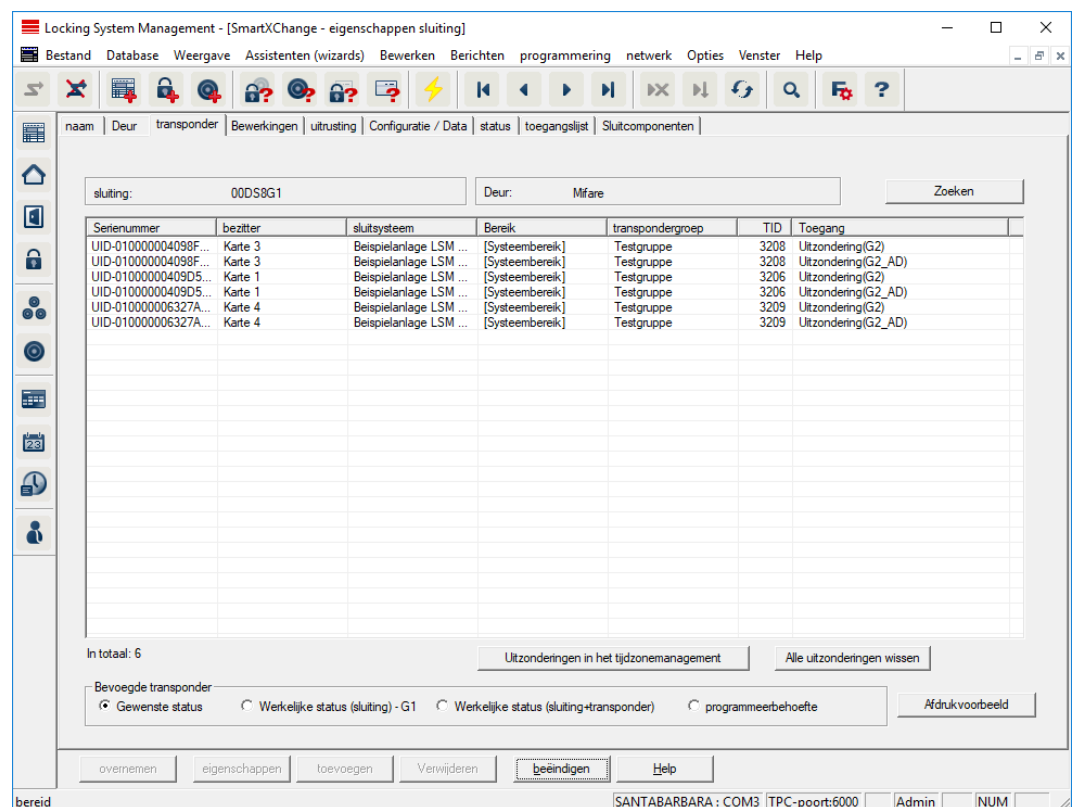 Locking System Management - [SmartXChange - eigenschappen sluiting]
Bestand Database Weergave Assistenten (wizards) Bewerken Berichten programmering netwerk Opties Venster Help
naam Deur transponder Bewerkingen uitrusting Configuratie / Data status toegangslijst Sluitcomponenten
sluiting: 00DS8G1 Deur: Mifare Zoeken
Serienummer bezitter sluitsysteem Bereik transpondergroep TID Toegang
UID-010000004098F... Karte 3 Beispielanlage LSM ... [Systeembereik] Testgruppe 3208 Uitzondering(G2)
UID-010000004098F... Karte 3 Beispielanlage LSM ... [Systeembereik] Testgruppe 3208 Uitzondering(G2_AD)
UID-01000000409D5... Karte 1 Beispielanlage LSM ... [Systeembereik] Testgruppe 3206 Uitzondering(G2)
UID-01000000409D5... Karte 1 Beispielanlage LSM ... [Systeembereik] Testgruppe 3206 Uitzondering(G2_AD)
UID-010000006327A... Karte 4 Beispielanlage LSM ... [Systeembereik] Testgruppe 3209 Uitzondering(G2)
UID-010000006327A... Karte 4 Beispielanlage LSM ... [Systeembereik] Testgruppe 3209 Uitzondering(G2_AD)
In totaal: 6
Uitzonderingen in het tijdzonemanagement Alle uitzonderingen wissen
Bevoegde transponder
Gewenste status Werkelijke status (sluiting) - G1 Werkelijke status (sluiting+transponder) programmeerbehoefte Afdrukvoorbeeld
overnemen eigenschappen toevoegen Verwijderen beëindigen Help
bereid SANTABARBARA : COM3 TPC-poort:6000 Admin NUM